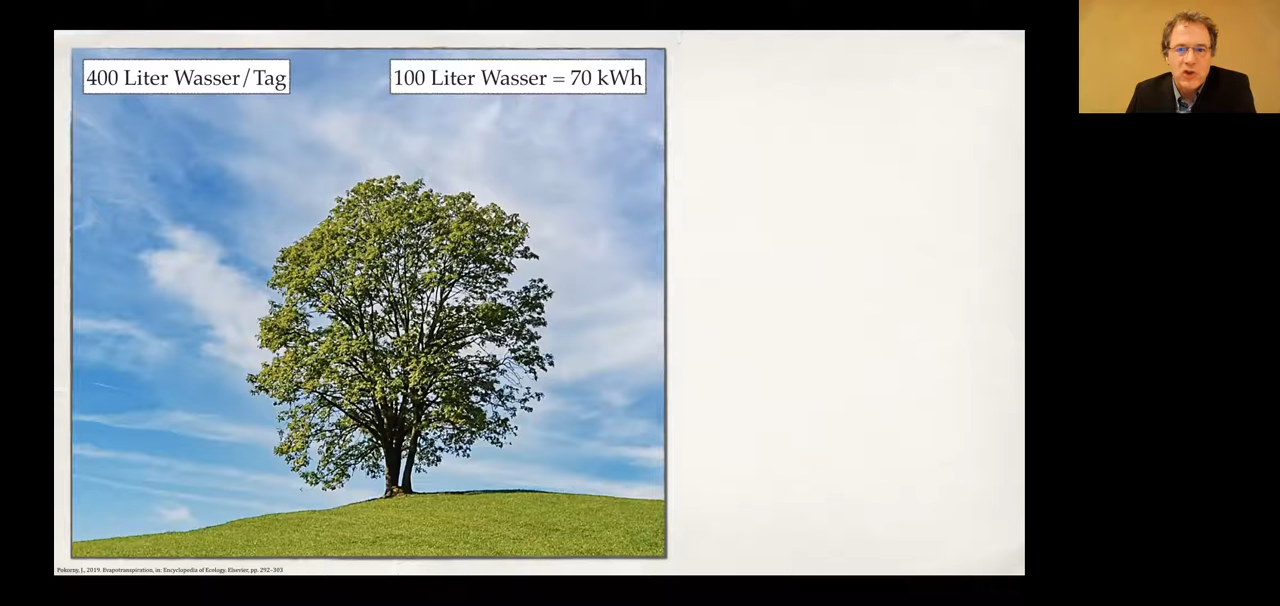 400 Liter Wasser/Tag
100 Liter Wasser = 70 kWh
Pokorny, J., 2019. Evapotranspiration, in: Encyclopedia of Ecology. Elsevier, pp. 292–303